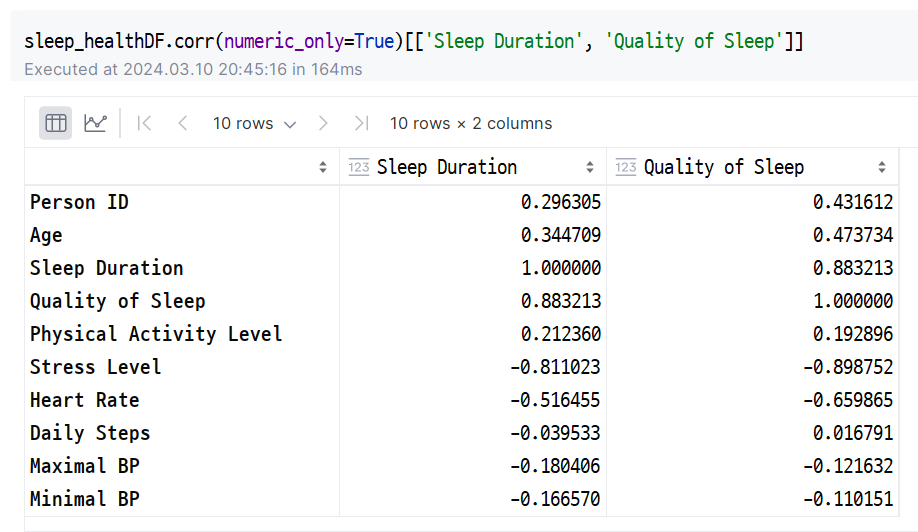 sleep_healthDF.corr(numeric_only=True)[['Sleep Duration', 'Quality of Sleep']]
Executed at 2024.03.10 20:45:16 in 164ms
10 rows 10 rows × 2 columns
123 Sleep Duration 123 Quality of Sleep
Person ID 0.296305 0.431612
Age 0.344709 0.473734
Sleep Duration 1.000000 0.883213
Quality of Sleep 0.883213 1.000000
Physical Activity Level 0.212360 0.192896
Stress Level -0.811023 -0.898752
Heart Rate -0.516455 -0.659865
Daily Steps -0.039533 0.016791
Maximal BP -0.180406 -0.121632
Minimal BP -0.166570 -0.110151